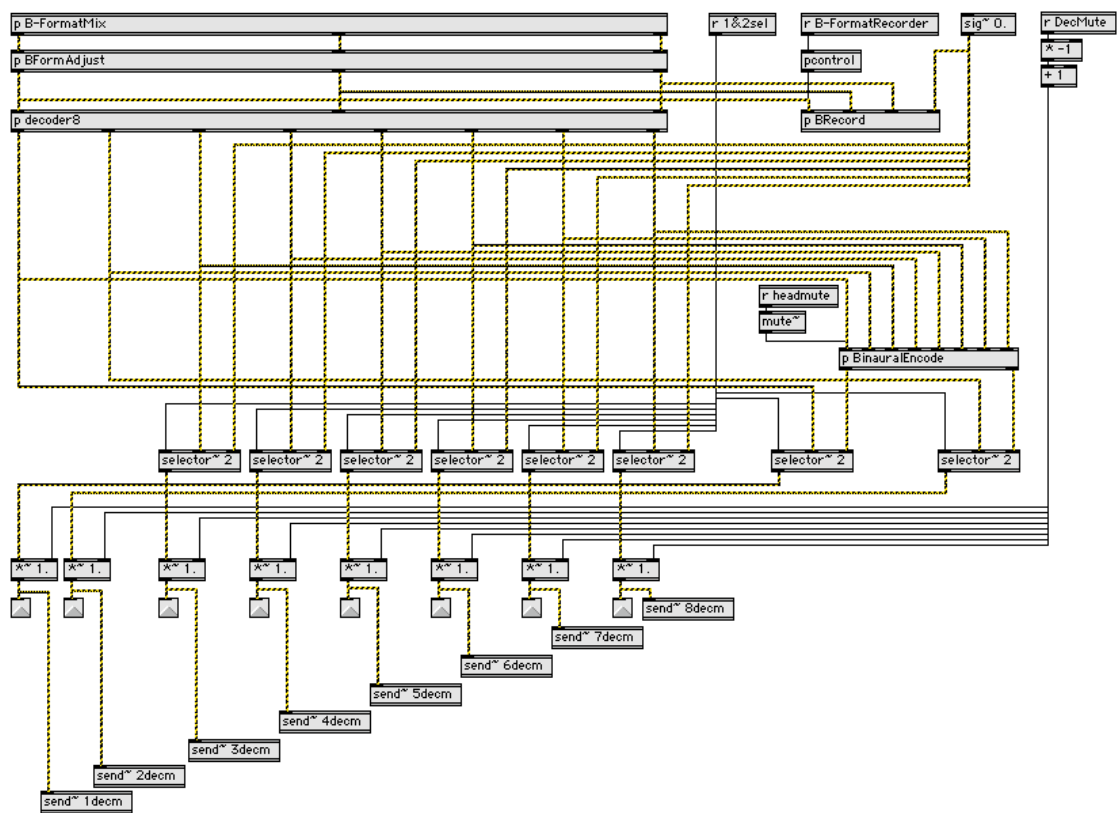 p B-FormatMix
r 1&2sel
r B-FormatRecorder
sig~ 0.
r DecMute
p BFormAdjust
pcontrol
* -1
+ 1
p decoder8
p BRecord
r headmute
mute~
p BinauralEncode
selector~ 2
selector~ 2
selector~ 2
selector~ 2
selector~ 2
selector~ 2
selector~ 2
selector~ 2
*~ 1.
*~ 1.
*~ 1.
*~ 1.
*~ 1.
*~ 1.
*~ 1.
*~ 1.
send~ 8decm
send~ 7decm
send~ 6decm
send~ 5decm
send~ 4decm
send~ 3decm
send~ 2decm
send~ 1decm